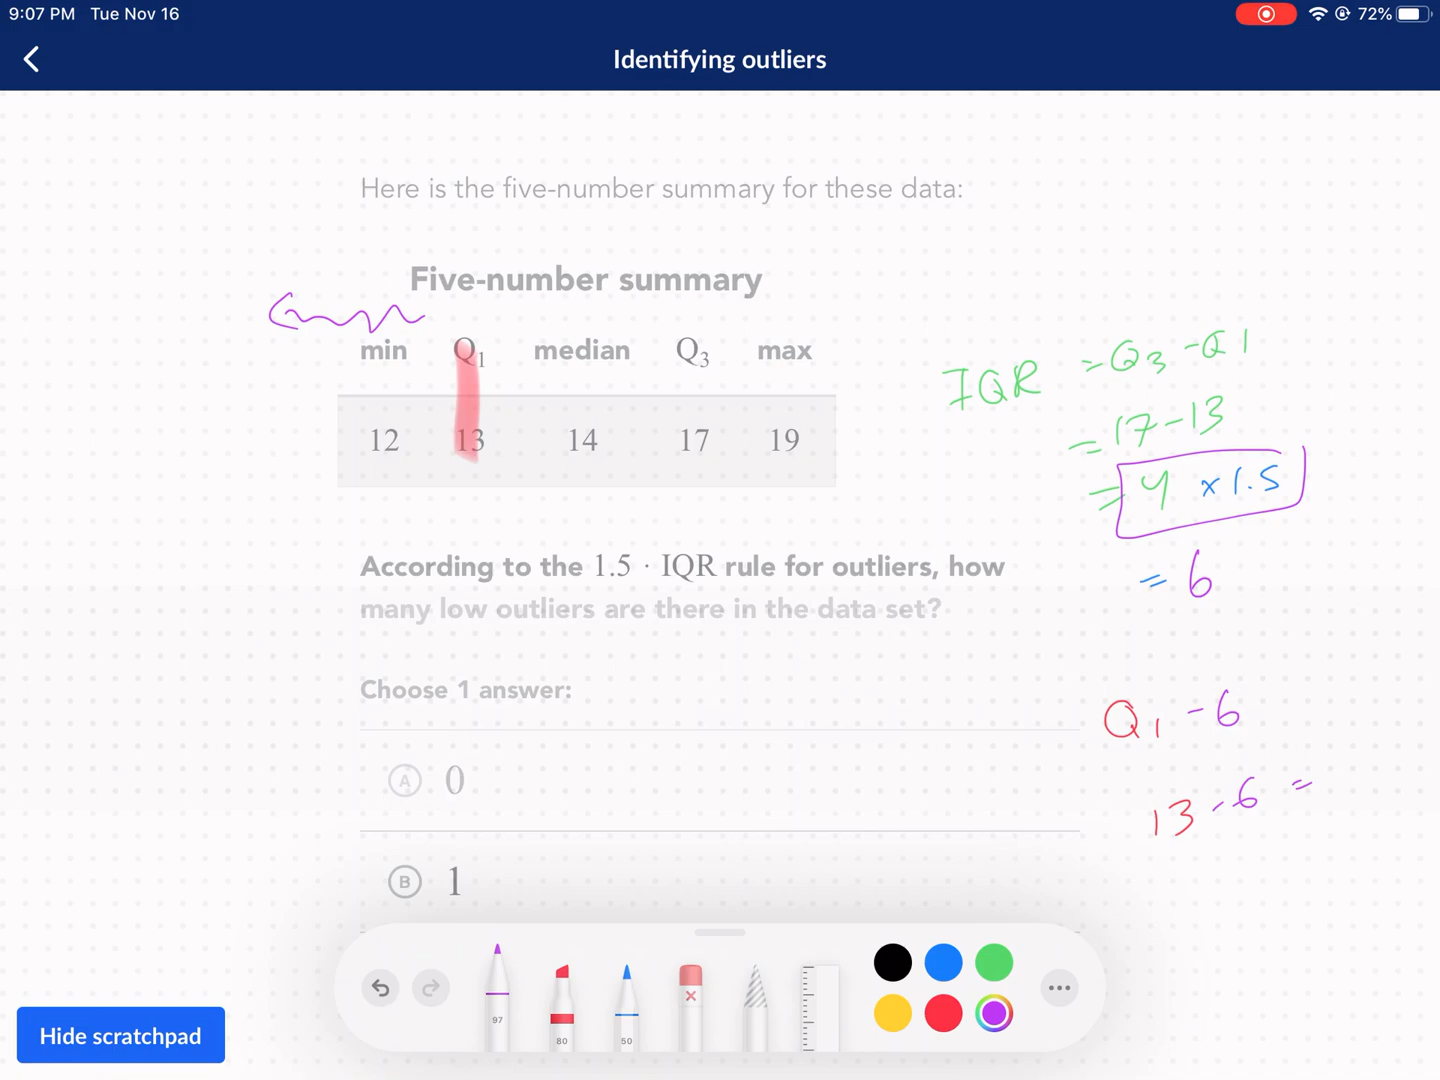 9:07 PM Tue Nov 16 72%
Identifying outliers
Here is the five-number summary for these data:
Five-number summary
min Q₁ median Q₃ max
12 13 14 17 19
IQR = Q3 - Q1
= 17 - 13
= 4 x 1.5
= 6
According to the 1.5 · IQR rule for outliers, how
many low outliers are there in the data set?
Choose 1 answer:
Q1 - 6
A 0
13 - 6 =
B 1
97 80 50
Hide scratchpad